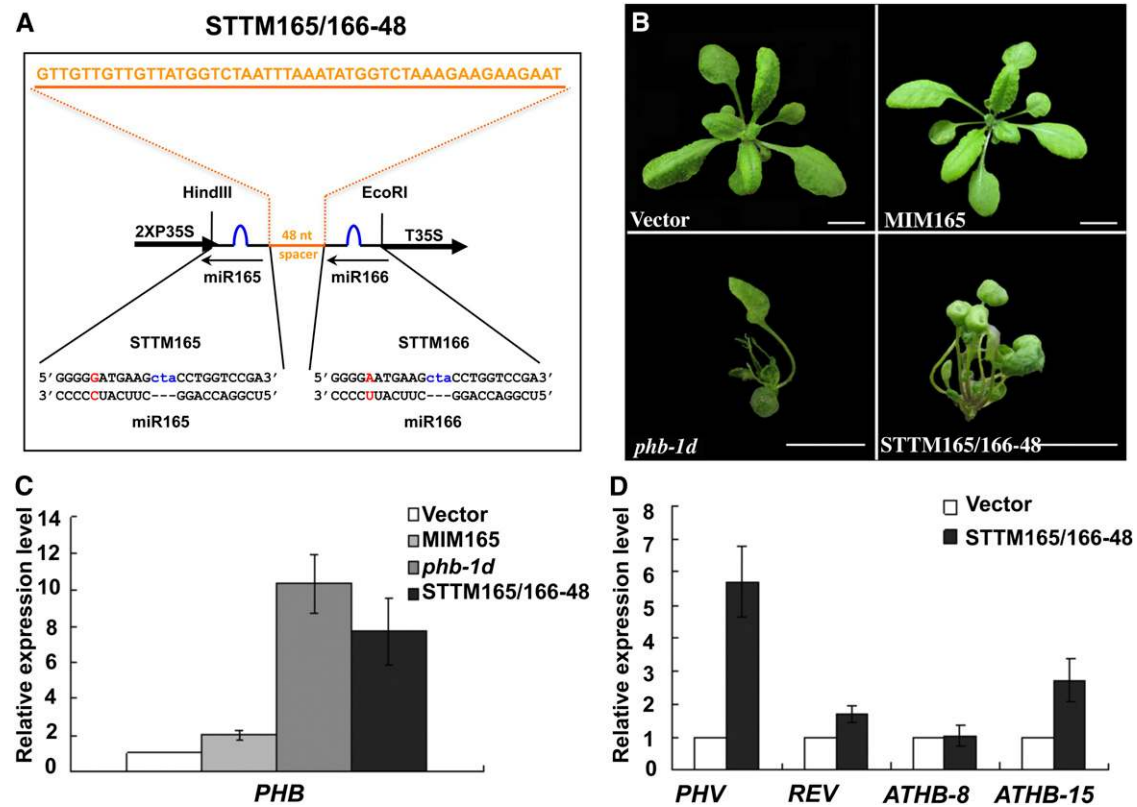 A
STTM165/166-48
GTTGTTGTTGTTATGGTCTAATTTAAATATGGTCTAAAGAAGAAGAAT
HindIII
EcoRI
2XP35S
48 nt
spacer
T35S
miR165
miR166
STTM165
STTM166
5'GGGGGATGAAGctaCCTGGTCCGA3'
3'CCCCCUACUUC---GGACCAGGCU5'
5'GGGGAATGAAGctaCCTGGTCCGA3'
3'CCCCUUACUUC---GGACCAGGCU5'
miR165
miR166
B
Vector
MIM165
phb-1d
STTM165/166-48
C
Relative expression level
14
12
10
8
6
4
2
0
Vector
MIM165
phb-1d
STTM165/166-48
PHB
D
Relative expression level
8
7
6
5
4
3
2
1
0
Vector
STTM165/166-48
PHV REV ATHB-8 ATHB-15